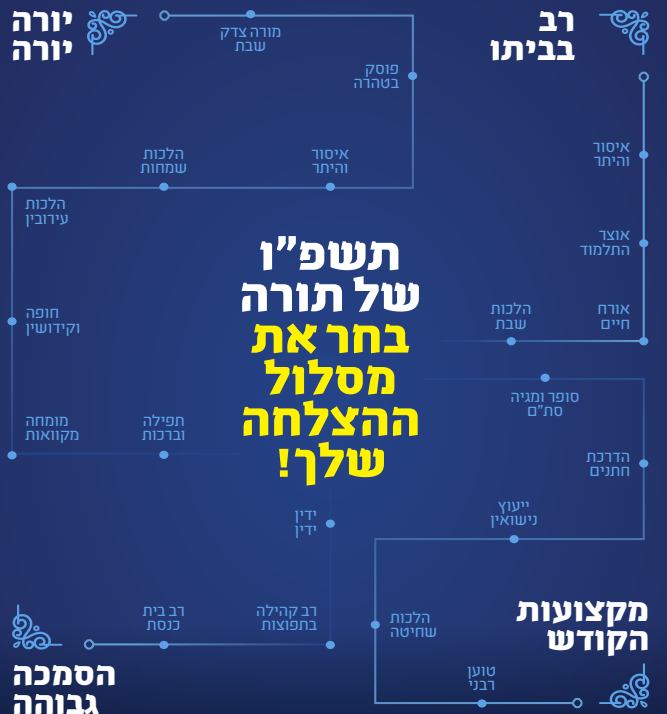 רב
בביתו
יורה
יורה
מורה צדק
שבת
פוסק
בטהרה
איסור
והיתר
הלכות
שמחות
הלכות
עירובין
חופה
וקידושין
מומחה
מקוואות
תפילה
וברכות
איסור
והיתר
אוצר
התלמוד
אורח
חיים
הלכות
שבת
תשפ"ו
של תורה
בחר את
מסלול
ההצלחה
שלך!
סופר ומגיה
סת"ם
הדרכת
חתנים
ייעוץ
נישואין
הלכות
שחיטה
טוען
רבני
מקצועות
הקודש
ידין
ידין
רב קהילה
בתפוצות
רב בית
כנסת
הסמכה
גבוהה